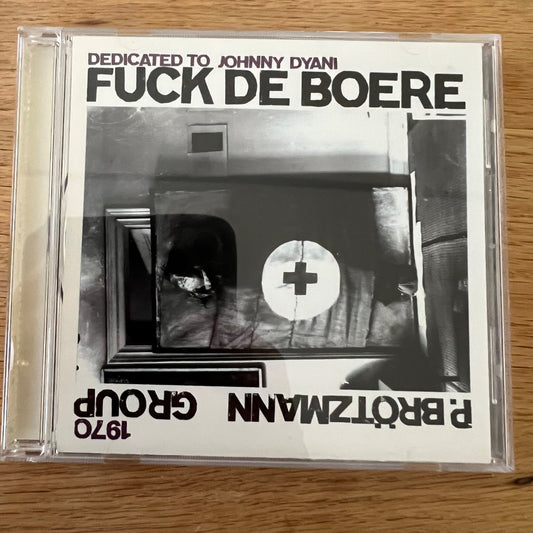 DEDICATED TO JOHNNY DYANI
FUCK DE BOERE
P.BRÖTZMANN GROUP
1970